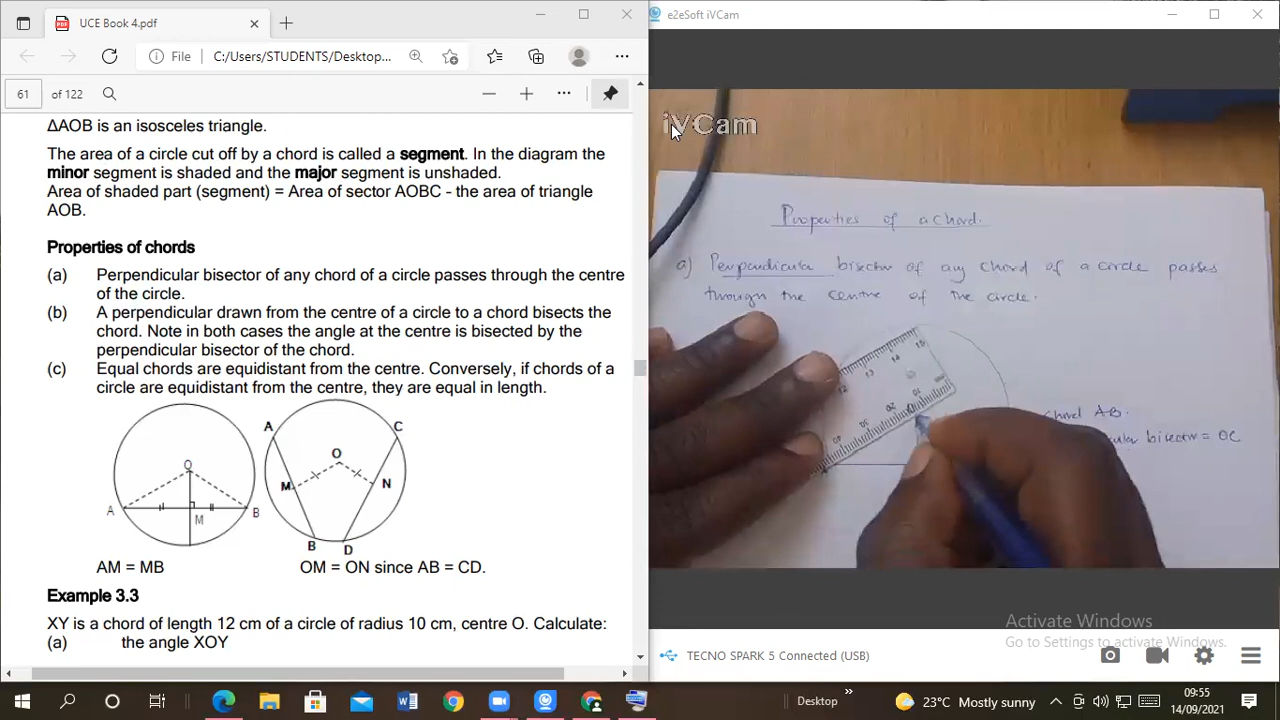 UCE Book 4.pdf
e2eSoft iVCam
File
C:/Users/STUDENTS/Desktop...
61
of 122
ΔAOB is an isosceles triangle.
The area of a circle cut off by a chord is called a segment. In the diagram the
minor segment is shaded and the major segment is unshaded.
Area of shaded part (segment) = Area of sector AOBC - the area of triangle
AOB.
Properties of chords
(a) Perpendicular bisector of any chord of a circle passes through the centre
of the circle.
(b) A perpendicular drawn from the centre of a circle to a chord bisects the
chord. Note in both cases the angle at the centre is bisected by the
perpendicular bisector of the chord.
(c) Equal chords are equidistant from the centre. Conversely, if chords of a
circle are equidistant from the centre, they are equal in length.
O
A
M
B
A
C
O
M
N
B
D
AM = MB
OM = ON since AB = CD.
Example 3.3
XY is a chord of length 12 cm of a circle of radius 10 cm, centre O. Calculate:
(a) the angle XOY
iVCam
Properties of a chord.
a) Perpendicular bisector of any chord of a circle passes
through the centre of the circle.
12 13 14 15
40 30 20 10
chord AB.
bisector = OC
Activate Windows
Go to Settings to activate Windows.
TECNO SPARK 5 Connected (USB)
Desktop
23°C Mostly sunny
09:55
14/09/2021